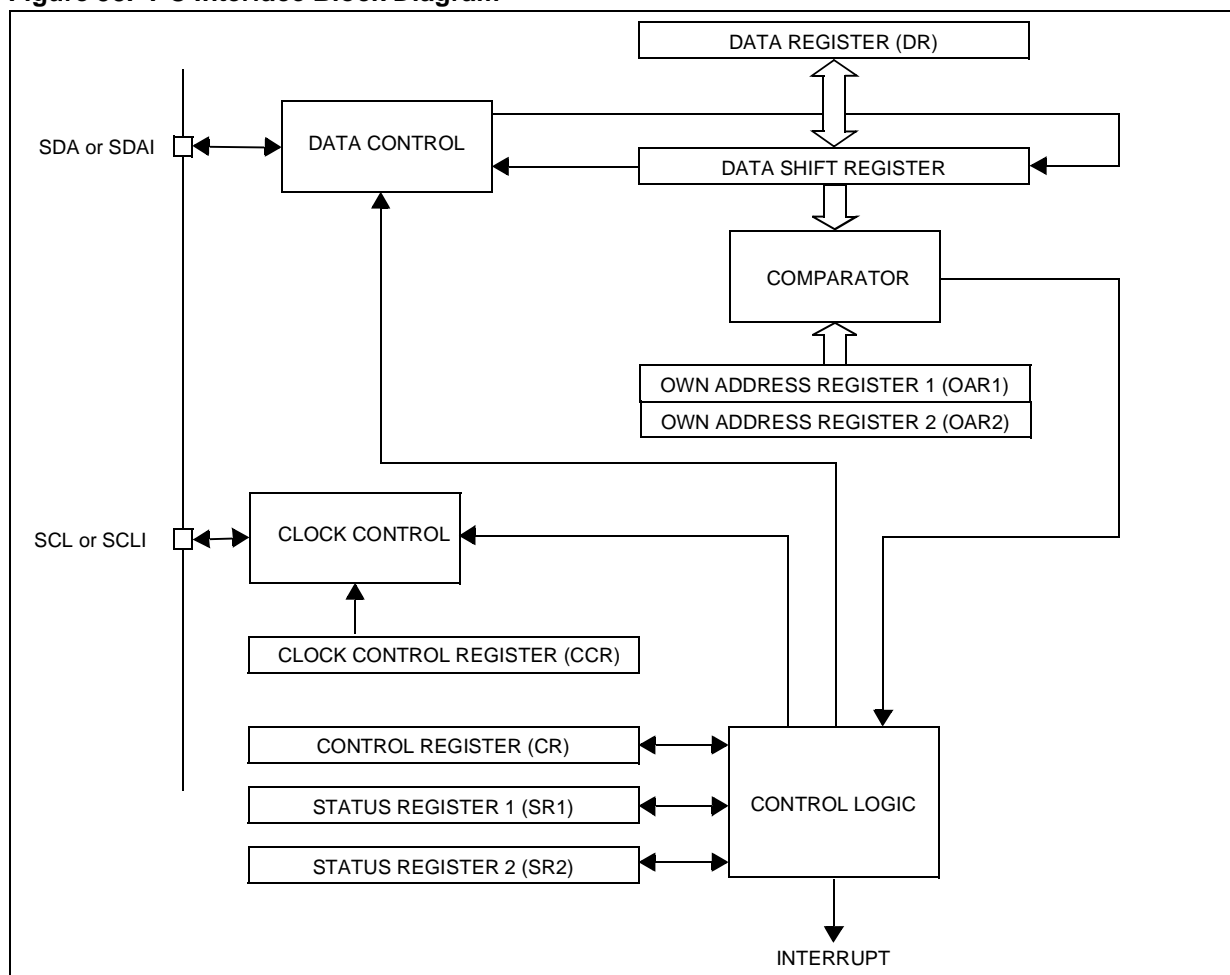 DATA REGISTER (DR)
SDA or SDAI
DATA CONTROL
DATA SHIFT REGISTER
COMPARATOR
OWN ADDRESS REGISTER 1 (OAR1)
OWN ADDRESS REGISTER 2 (OAR2)
SCL or SCLI
CLOCK CONTROL
CLOCK CONTROL REGISTER (CCR)
CONTROL REGISTER (CR)
STATUS REGISTER 1 (SR1)
CONTROL LOGIC
STATUS REGISTER 2 (SR2)
INTERRUPT